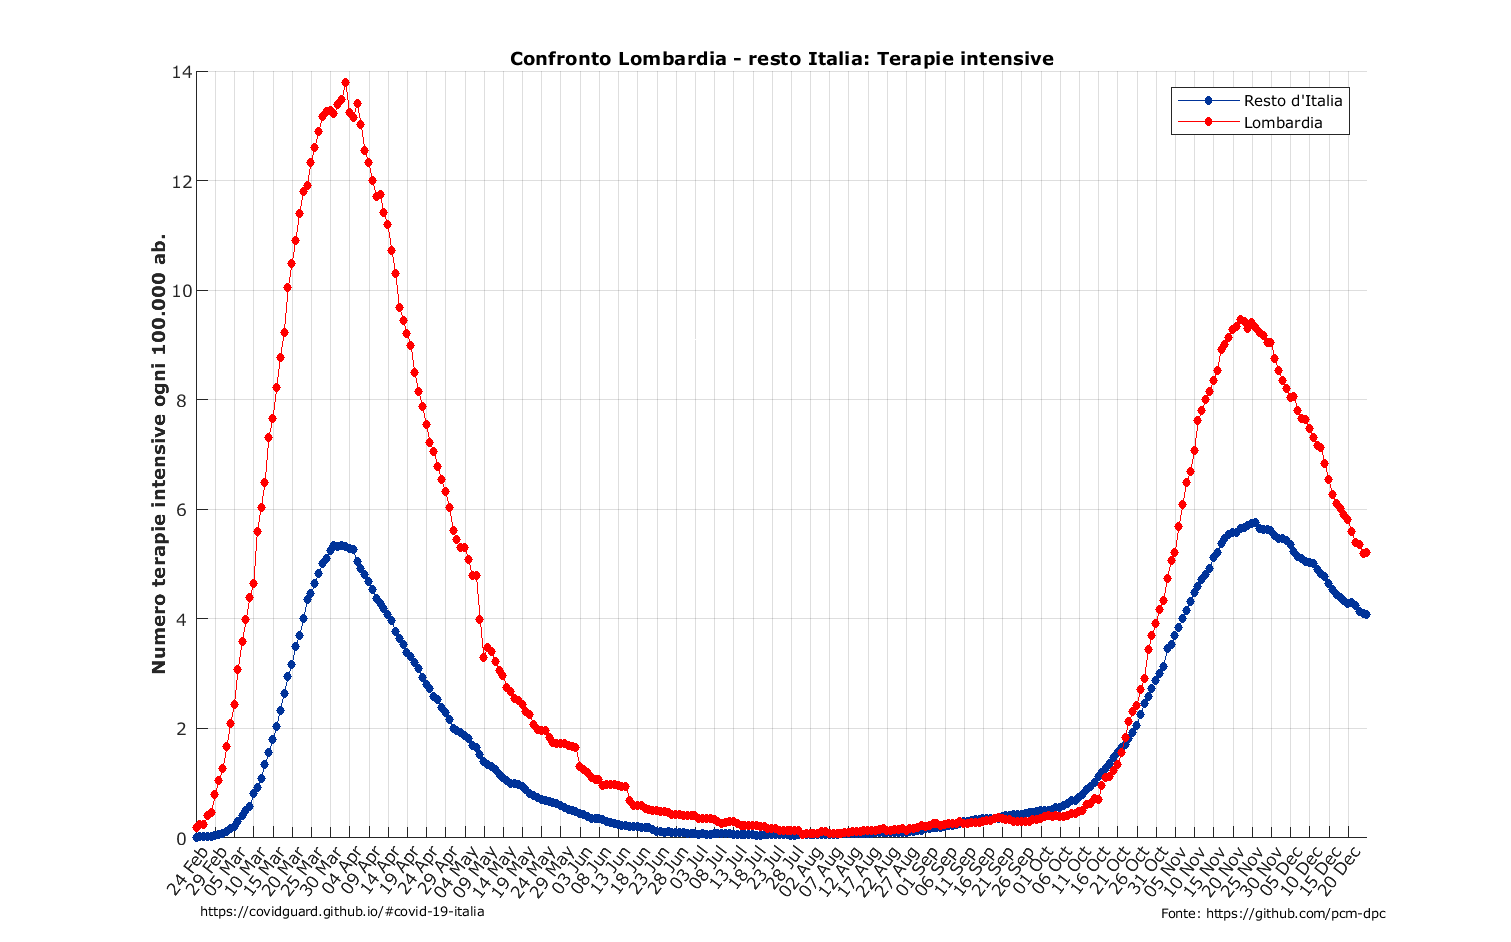 Confronto Lombardia - resto Italia: Terapie intensive
Resto d'Italia
Lombardia
Numero terapie intensive ogni 100.000 ab.
14
12
10
8
6
4
2
0
24 Feb
29 Feb
05 Mar
10 Mar
15 Mar
20 Mar
25 Mar
30 Mar
04 Apr
09 Apr
14 Apr
19 Apr
24 Apr
29 Apr
04 May
09 May
14 May
19 May
24 May
29 May
03 Jun
08 Jun
13 Jun
18 Jun
23 Jun
28 Jun
03 Jul
08 Jul
13 Jul
18 Jul
23 Jul
28 Jul
02 Aug
07 Aug
12 Aug
17 Aug
22 Aug
27 Aug
01 Sep
06 Sep
11 Sep
16 Sep
21 Sep
26 Sep
01 Oct
06 Oct
11 Oct
16 Oct
21 Oct
26 Oct
31 Oct
05 Nov
10 Nov
15 Nov
20 Nov
25 Nov
30 Nov
05 Dec
10 Dec
15 Dec
20 Dec
https://covidguard.github.io/#covid-19-italia
Fonte: https://github.com/pcm-dpc